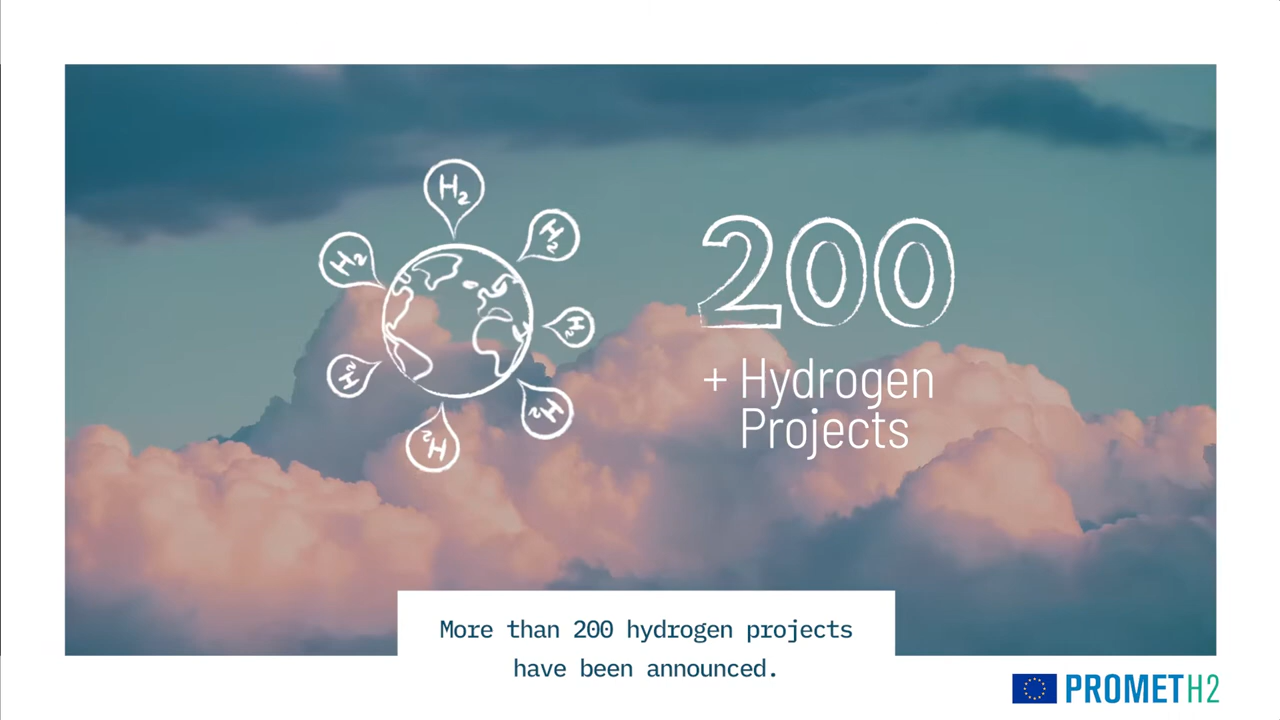 H2
H2
H2
H2
H2
H2
H2
200
+ Hydrogen
Projects
More than 200 hydrogen projects
have been announced.
PROMETH2